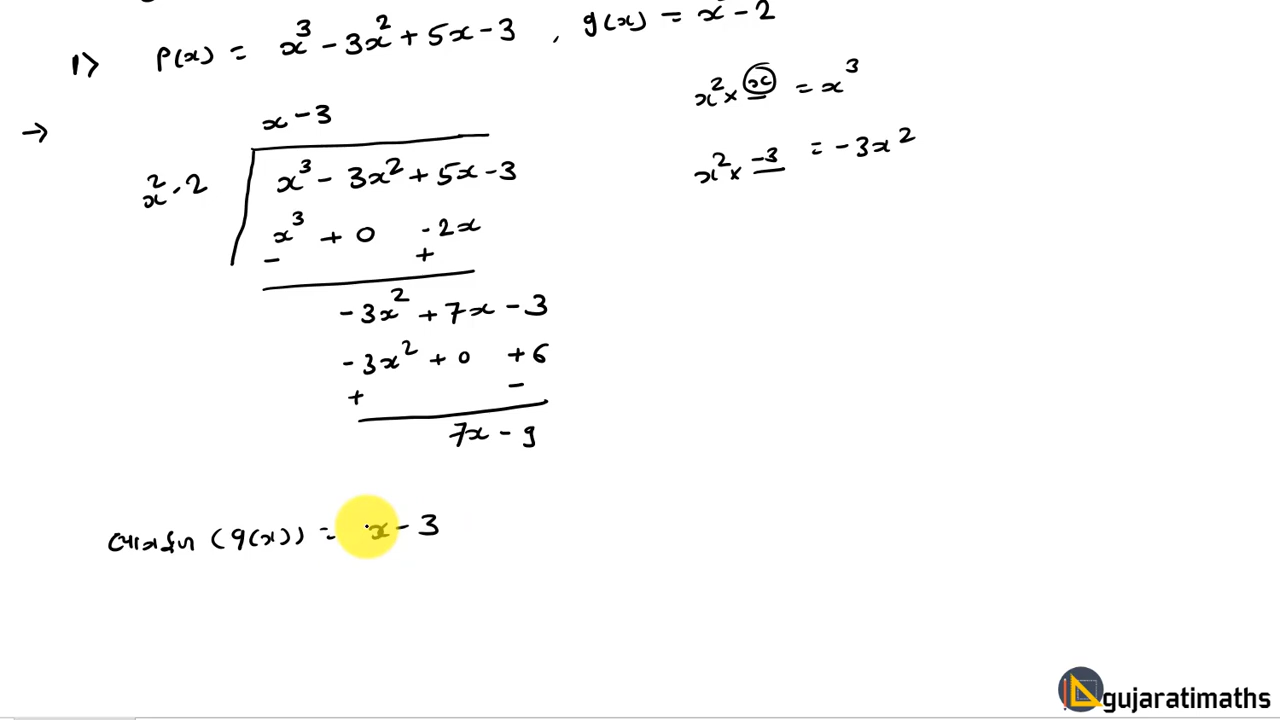 1) P(x) = x³ - 3x² + 5x - 3 , g(x) = x - 2
x² × x = x³
→ x - 3
x² × -3 = -3x²
x² - 2 x³ - 3x² + 5x - 3
x³ + 0 - 2x
- +
-3x² + 7x - 3
-3x² + 0 + 6
+ -
7x - 9
ભાગફળ (q(x)) = x - 3
gujaratimaths